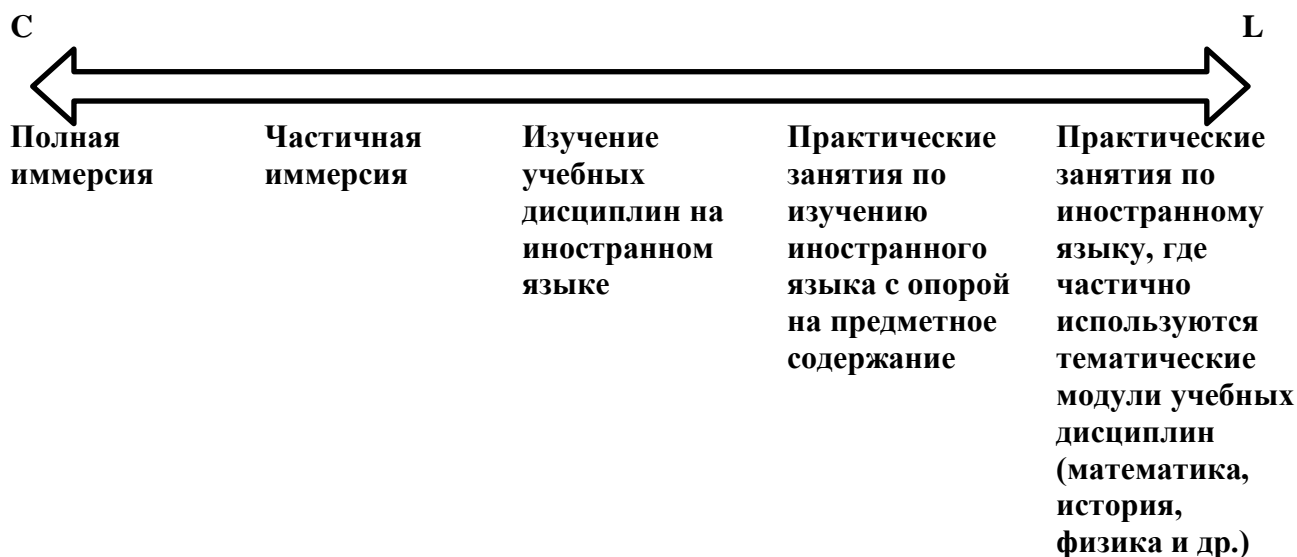 C
L
Полная
иммерсия
Частичная
иммерсия
Изучение
учебных
дисциплин на
иностранном
языке
Практические
занятия по
изучению
иностранного
языка с опорой
на предметное
содержание
Практические
занятия по
иностранному
языку, где
частично
используются
тематические
модули учебных
дисциплин
(математика,
история,
физика и др.)